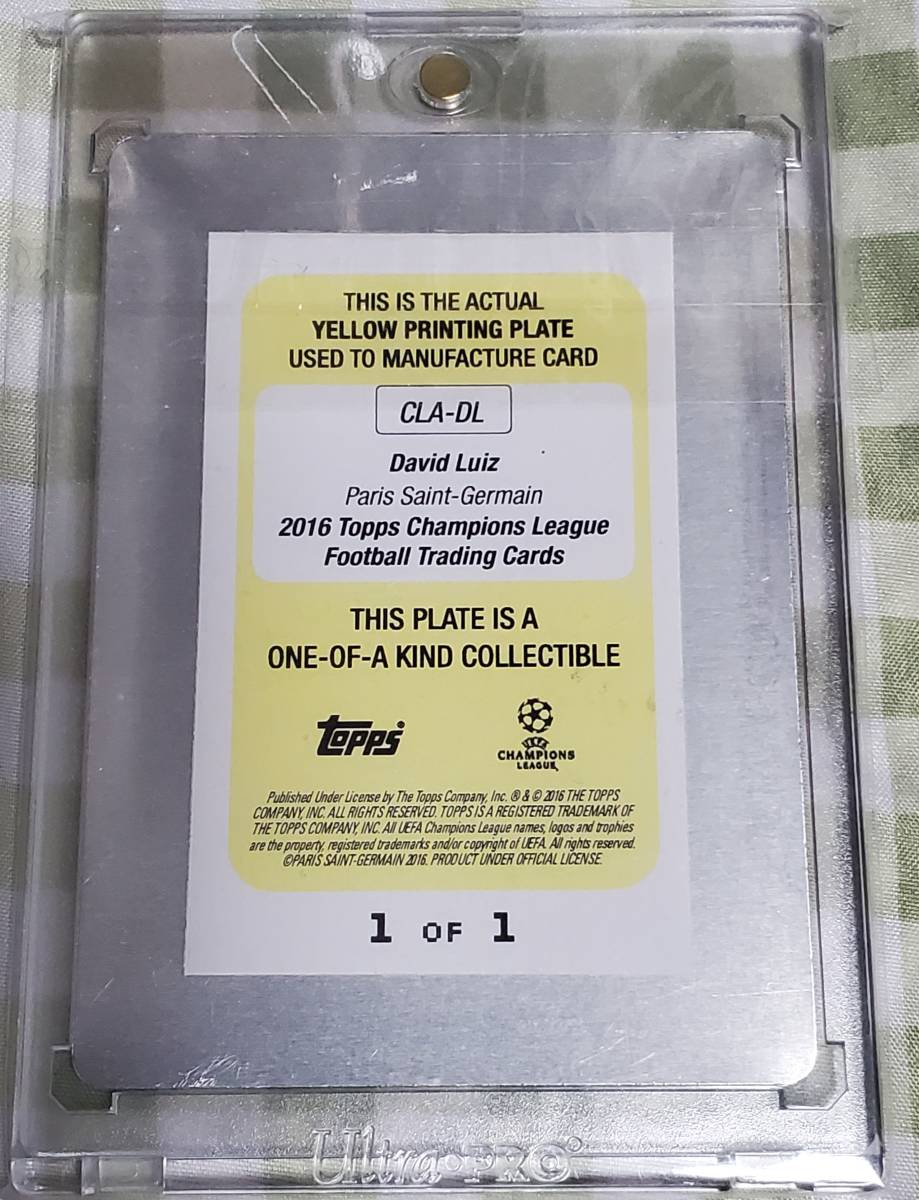 THIS IS THE ACTUAL
YELLOW PRINTING PLATE
USED TO MANUFACTURE CARD
CLA-DL
David Luiz
Paris Saint-Germain
2016 Topps Champions League
Football Trading Cards
THIS PLATE IS A
ONE-OF-A KIND COLLECTIBLE
topps®
UEFA
CHAMPIONS
LEAGUE
Published Under License by The Topps Company, Inc. ® & © 2016 THE TOPPS
COMPANY, INC. ALL RIGHTS RESERVED. TOPPS IS A REGISTERED TRADEMARK OF
THE TOPPS COMPANY, INC. All UEFA Champions League names, logos and trophies
are the property, registered trademarks and/or copyright of UEFA. All rights reserved.
©PARIS SAINT-GERMAIN 2016. PRODUCT UNDER OFFICIAL LICENSE.
1 OF 1
Ultra•PRO®